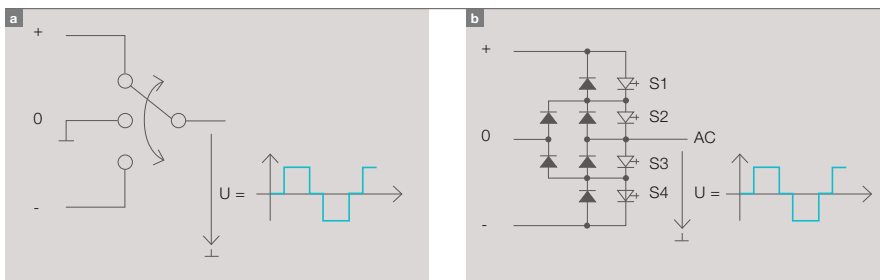 a
+
0
-
U =
b
+
S1
S2
0
AC
S3
S4
U =
-